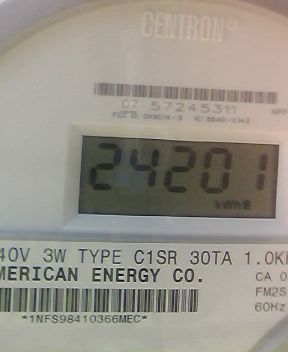 CENTRON
C7 57245311
24201
kWh
40V 3W TYPE C1SR 30TA 1.0K
MERICAN ENERGY CO.
CA 0
FM2S
60Hz
*1NFS98410366MEC*